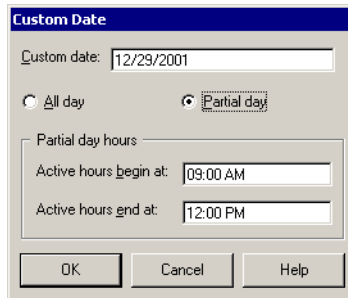 Custom Date
Custom date: 12/29/2001
All day Partial day
Partial day hours
Active hours begin at: 09:00 AM
Active hours end at: 12:00 PM
OK Cancel Help